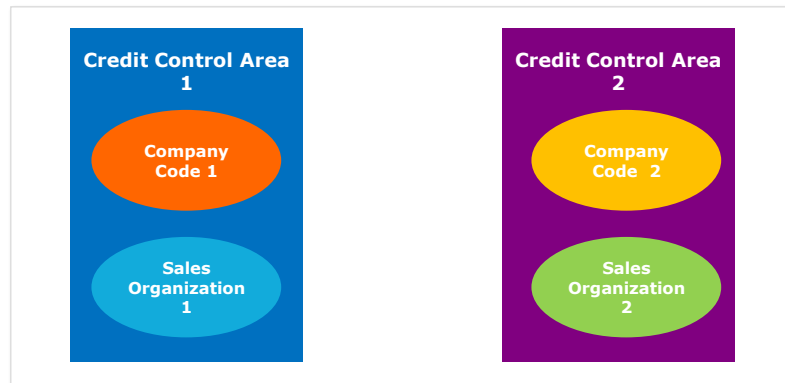 Credit Control Area
1
Company
Code 1
Sales
Organization
1
Credit Control Area
2
Company
Code  2
Sales
Organization
2